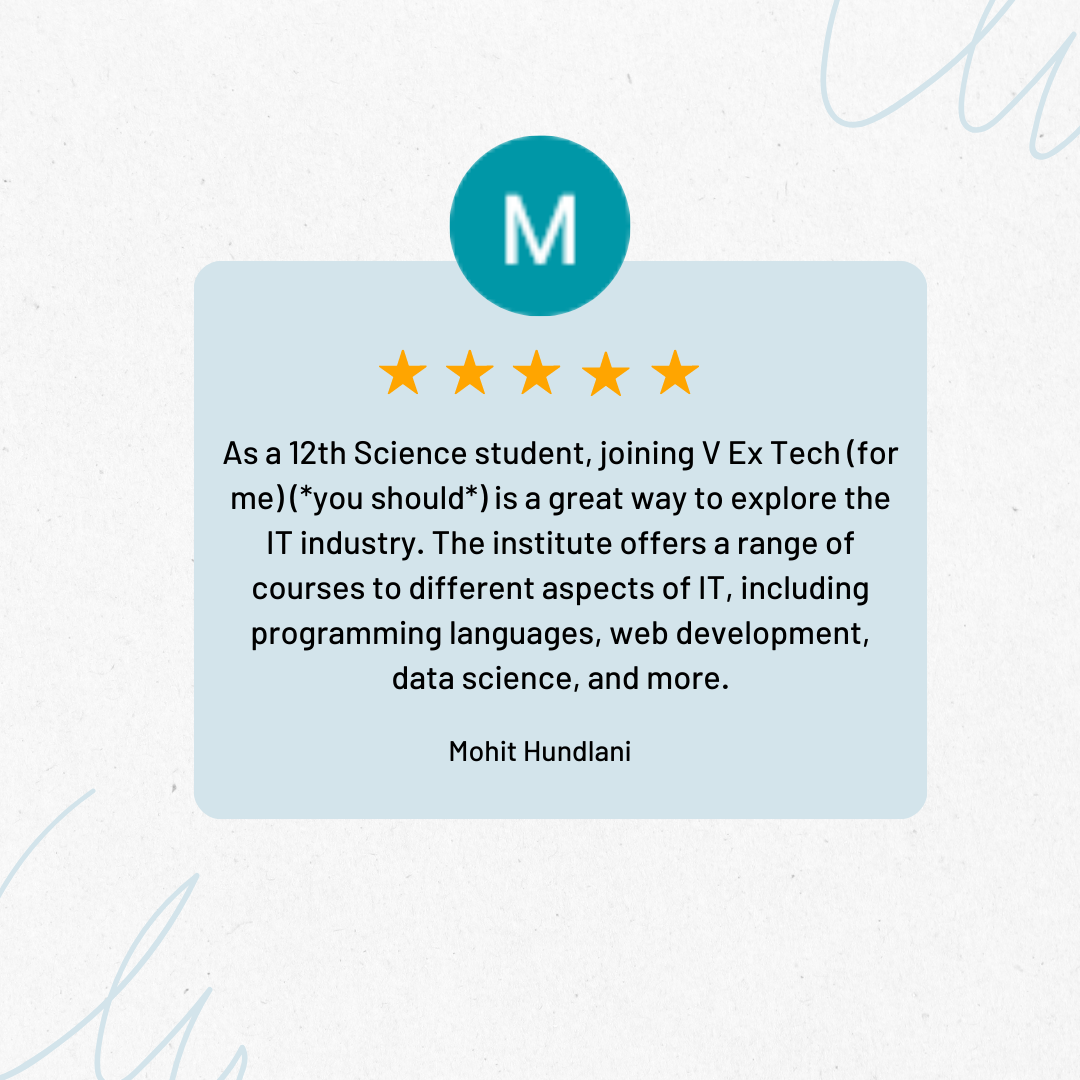 M
As a 12th Science student, joining V Ex Tech (for
me) (*you should*) is a great way to explore the
IT industry. The institute offers a range of
courses to different aspects of IT, including
programming languages, web development,
data science, and more.
Mohit Hundlani